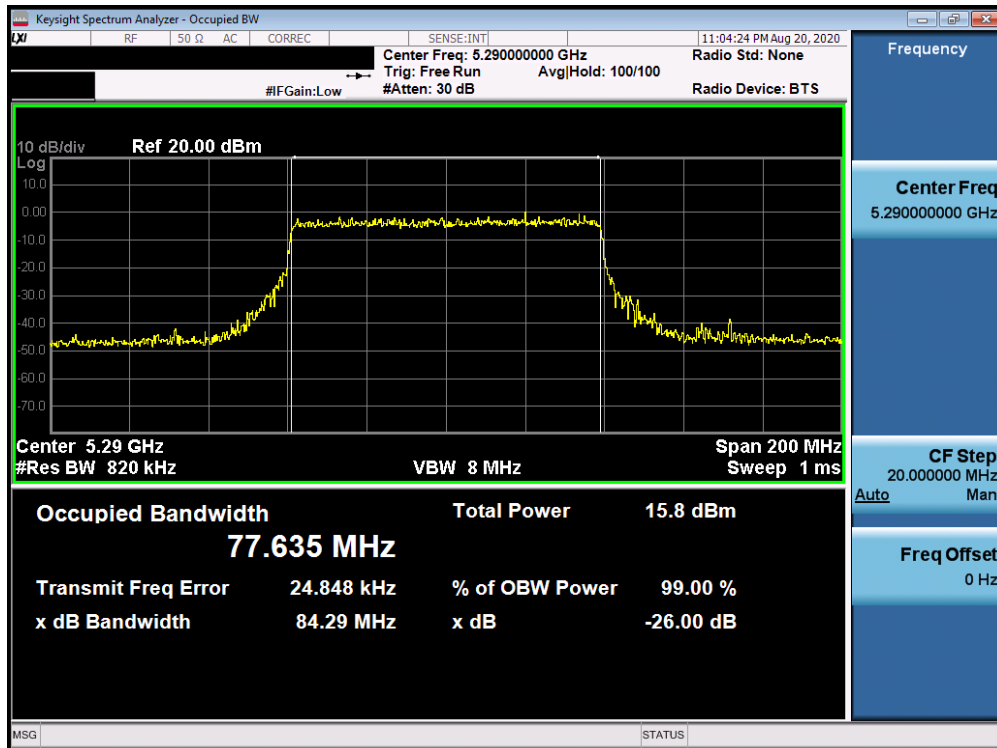 Keysight Spectrum Analyzer - Occupied BW
LXI RF 50 Ω AC CORREC SENSE:INT 11:04:24 PM Aug 20, 2020
Center Freq: 5.290000000 GHz Radio Std: None
Trig: Free Run Avg|Hold: 100/100
#IFGain:Low #Atten: 30 dB Radio Device: BTS
10 dB/div Ref 20.00 dBm
Log
10.0
0.00
-10.0
-20.0
-30.0
-40.0
-50.0
-60.0
-70.0
Center 5.29 GHz Span 200 MHz
#Res BW 820 kHz VBW 8 MHz Sweep 1 ms
Occupied Bandwidth Total Power 15.8 dBm
77.635 MHz
Transmit Freq Error 24.848 kHz % of OBW Power 99.00 %
x dB Bandwidth 84.29 MHz x dB -26.00 dB
MSG STATUS
Frequency
Center Freq
5.290000000 GHz
CF Step
20.000000 MHz
Auto Man
Freq Offset
0 Hz